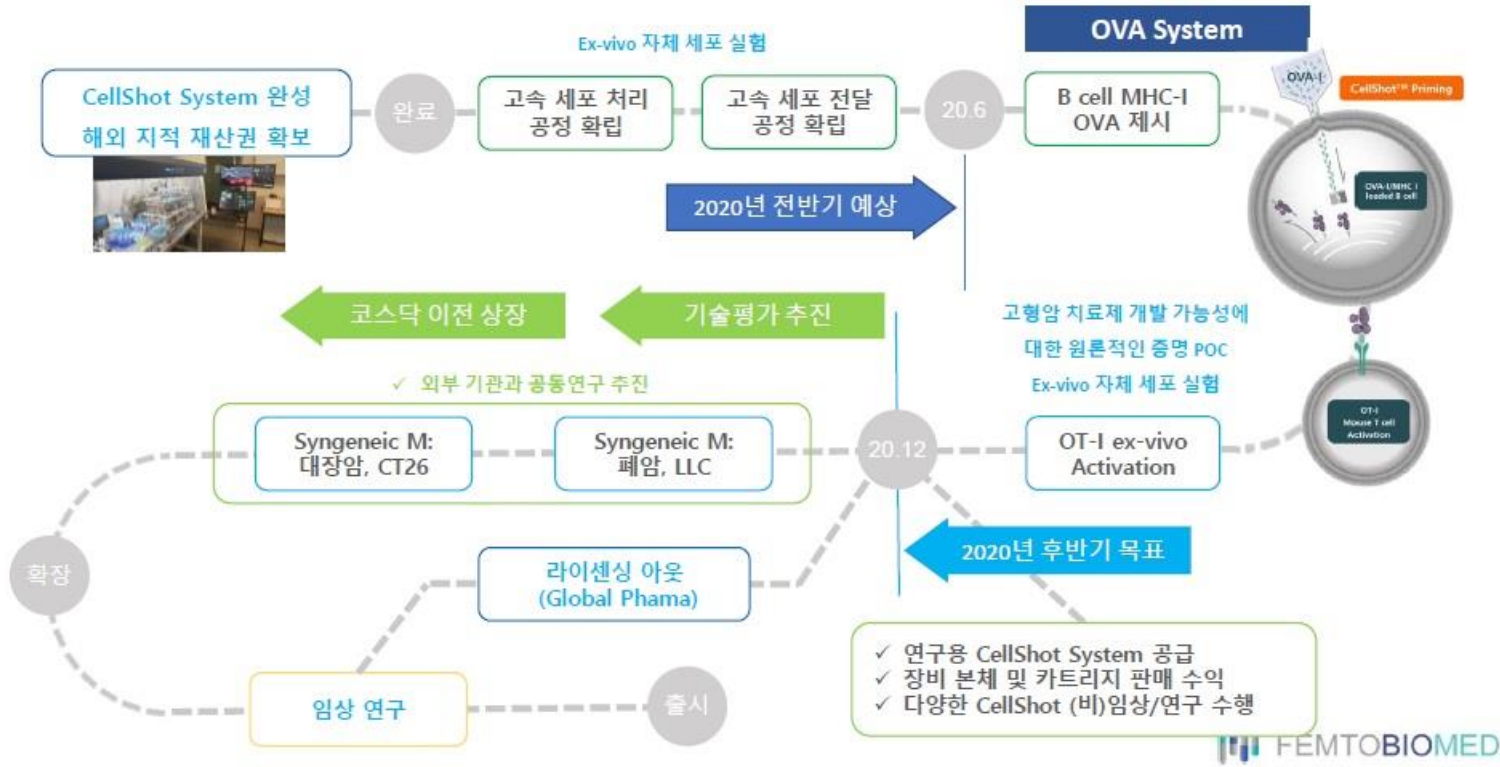 OVA System
Ex-vivo 자체 세포 실험
CellShot System 완성
해외 지적 재산권 확보
완료
고속 세포 처리
공정 확립
고속 세포 전달
공정 확립
20.6
B cell MHC-I
OVA 제시
OVA-I
CellShot™ Priming
OVA-I/MHC I
loaded B cell
2020년 전반기 예상
코스닥 이전 상장
기술평가 추진
고형암 치료제 개발 가능성에
대한 원론적인 증명 POC
Ex-vivo 자체 세포 실험
✓ 외부 기관과 공동연구 추진
Syngeneic M:
대장암, CT26
Syngeneic M:
폐암, LLC
20.12
OT-I ex-vivo
Activation
OT-I
Mouse T cell
Activation
2020년 후반기 목표
확장
라이센싱 아웃
(Global Phama)
✓ 연구용 CellShot System 공급
✓ 장비 본체 및 카트리지 판매 수익
✓ 다양한 CellShot (비)임상/연구 수행
임상 연구
출시
FEMTOBIOMED